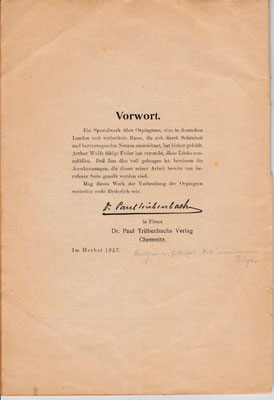 Vorwort.
Ein Spezialwerk über Orpingtons, eine in deutschen
Landen weit verbreitete Rasse, die sich durch Schönheit
und hervorragenden Nutzen auszeichnet, hat bisher gefehlt.
Arthur Wulfs fähige Feder hat versucht, diese Lücke aus-
zufüllen. Daß ihm dies voll gelungen ist, beweisen die
Anerkennungen, die dieser seiner Arbeit bereits von be-
rufener Seite gezollt worden sind.
Mag dieses Werk der Verbreitung der Orpington
weiterhin recht förderlich sein.
Dr. Paul Trübenbach
in Firma
Dr. Paul Trübenbachs Verlag
Chemnitz.
Im Herbst 1927.